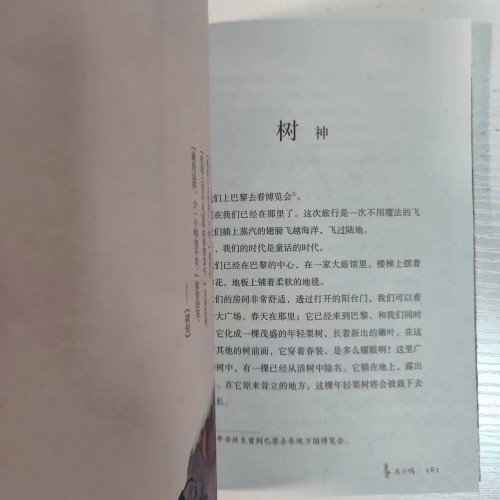 树神
们上巴黎去看博览会①。
在我们已经在那里了。这次旅行是一次不用魔法的飞
们插上蒸汽的翅膀飞越海洋，飞过陆地。
，我们的时代是童话的时代。
们已经在巴黎的中心，在一家大旅馆里。楼梯上摆着
花，地板上铺着柔软的地毯。
们的房间非常舒适，透过打开的阳台门，我们可以看
一大广场。春天在那里；它已经来到巴黎，和我们同时
它化成一棵茂盛的年轻栗树，长着新出的嫩叶。在这
其他的树前面，它穿着春装，是多么耀眼啊！这里广
树中，有一棵已经从活树中除名。它躺在地上，露出
。在它原来耸立的地方，这棵年轻栗树将会被栽下去
长。
年安徒生曾到巴黎去参观万国博览会。
丑小鸭